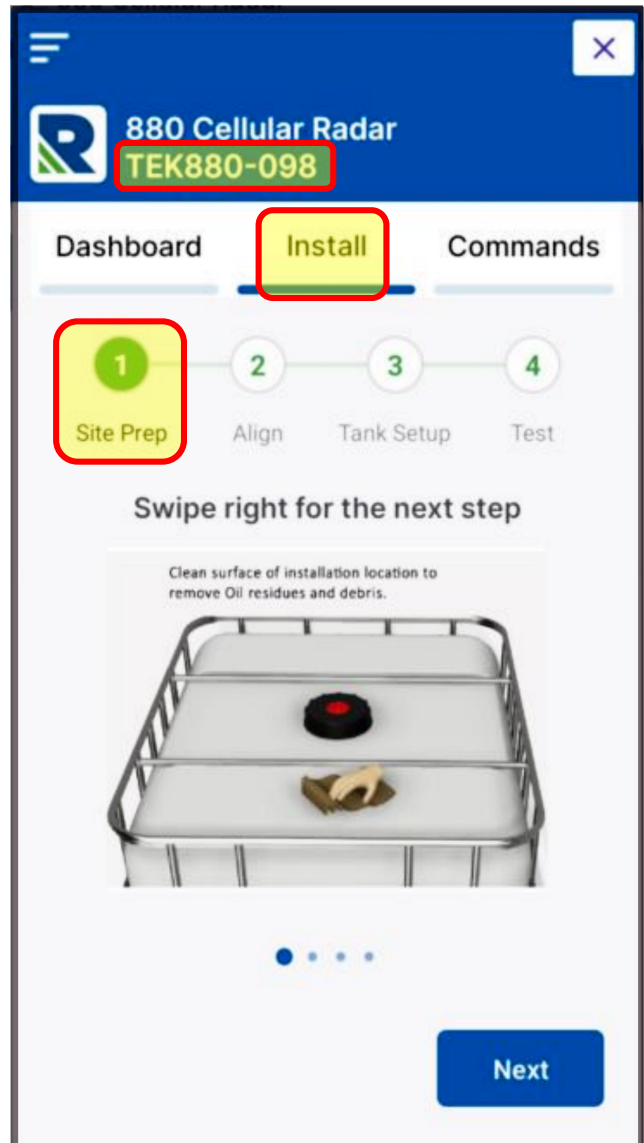 880 Cellular Radar
TEK880-098
Dashboard Install Commands
1 2 3 4
Site Prep Align Tank Setup Test
Swipe right for the next step
Clean surface of installation location to
remove Oil residues and debris.
Next